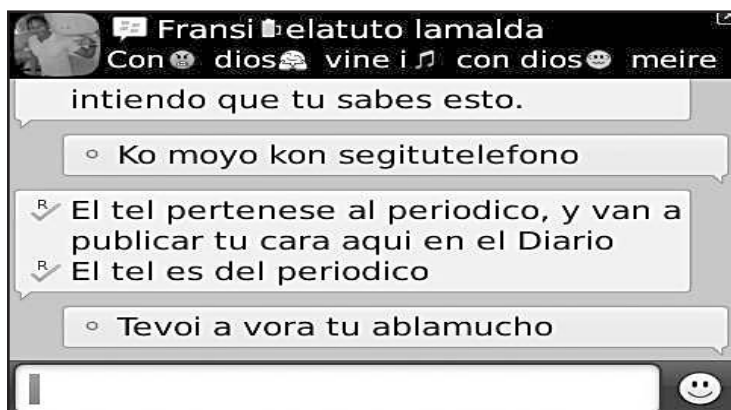 Fransi elatuto lamalda
Con dios vine i con dios meire
intiendo que tu sabes esto.
Ko moyo kon segitutelefono
R El tel pertenese al periodico, y van a
publicar tu cara aqui en el Diario
R El tel es del periodico
Tevoi a vora tu ablamucho